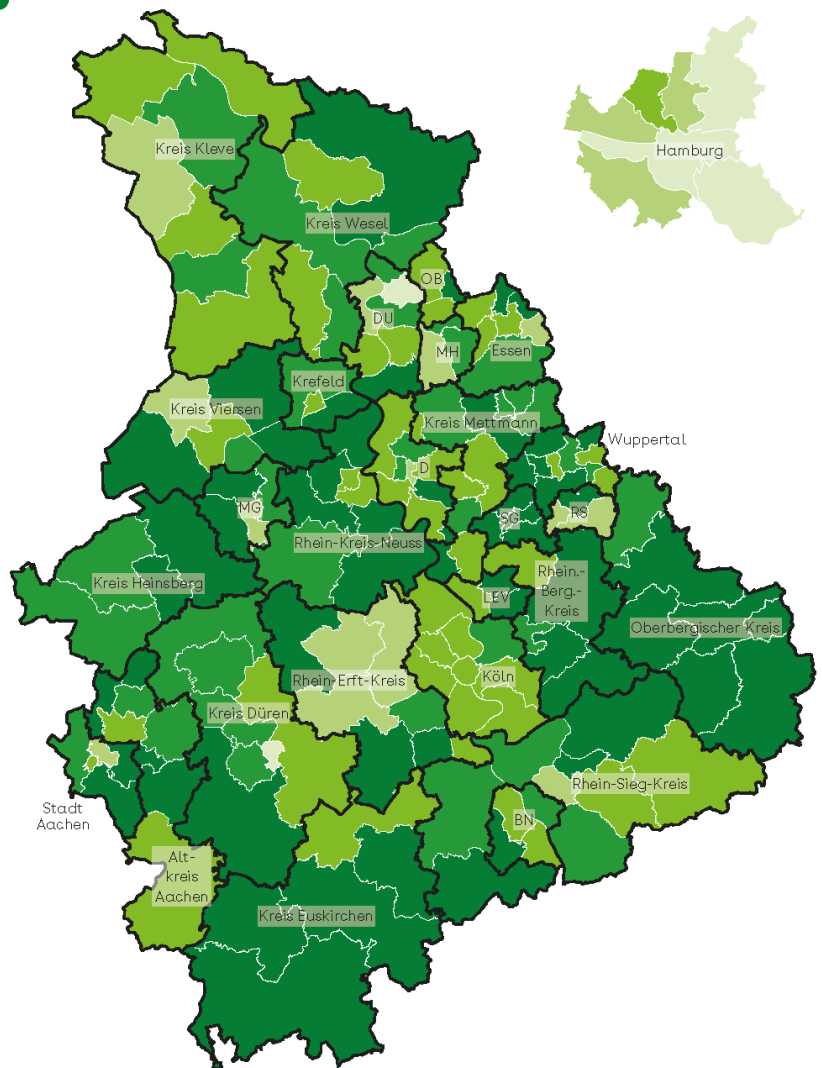 Hamburg
Kreis Kleve
Kreis Wesel
OB
DU
MH
Essen
Krefeld
Kreis Viersen
Kreis Mettmann
Wuppertal
D
MG
SG
RS
Rhein-Kreis-Neuss
Kreis Heinsberg
Rhein.-
Berg.-
Kreis
LEV
Oberbergischer Kreis
Rhein-Erft-Kreis
Köln
Kreis Düren
Rhein-Sieg-Kreis
Stadt
Aachen
BN
Alt-
kreis
Aachen
Kreis Euskirchen